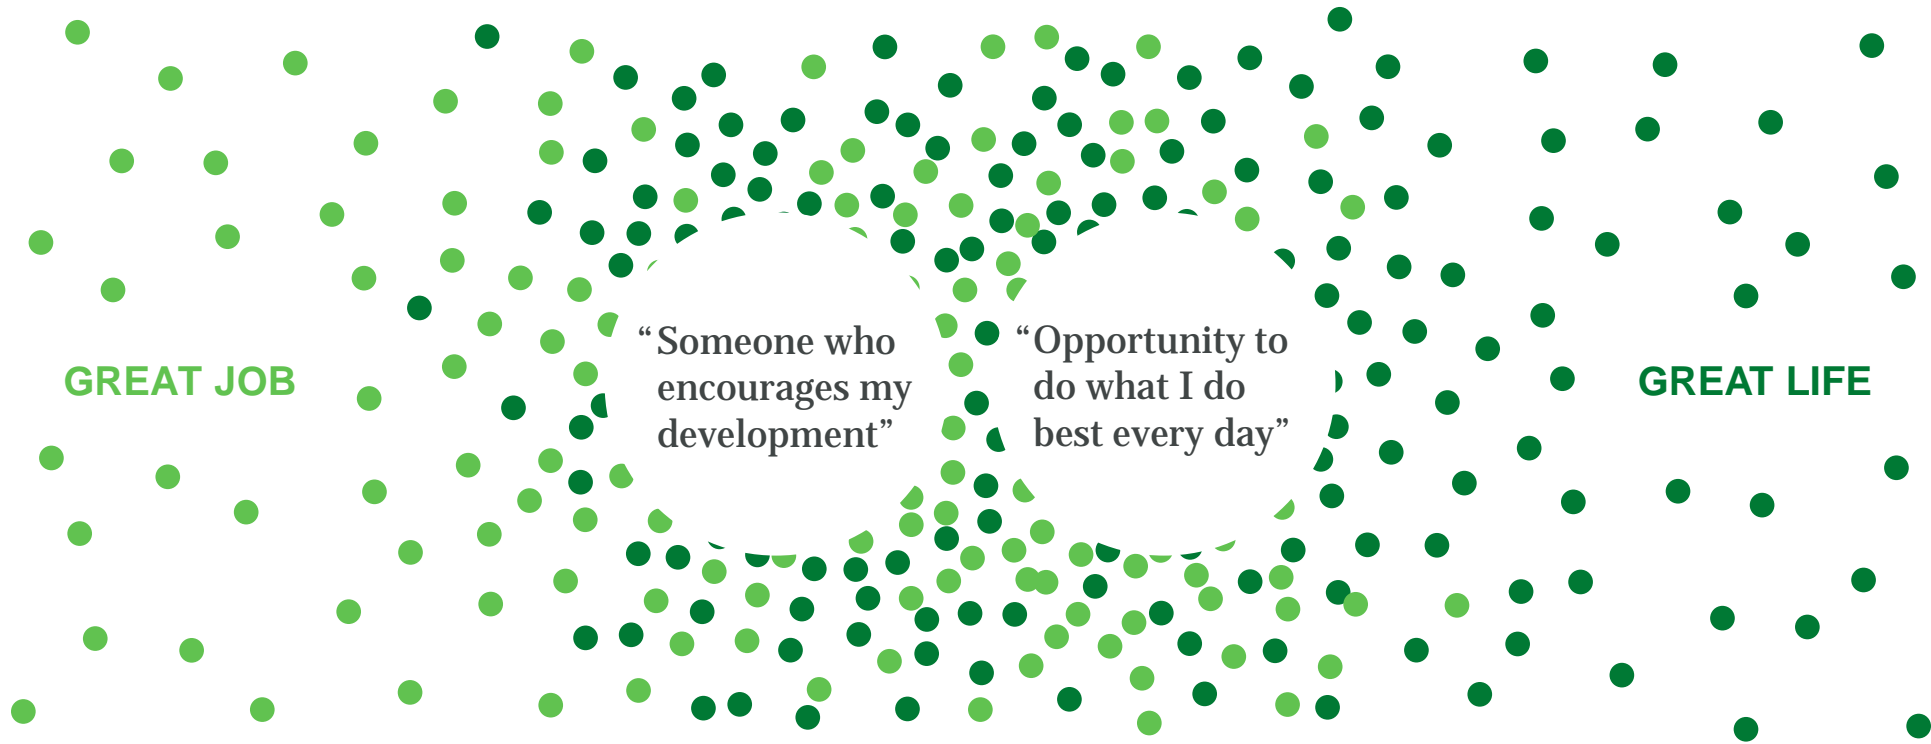 GREAT JOB
“Someone who
encourages my
development”
“Opportunity to
do what I do
best every day”
GREAT LIFE